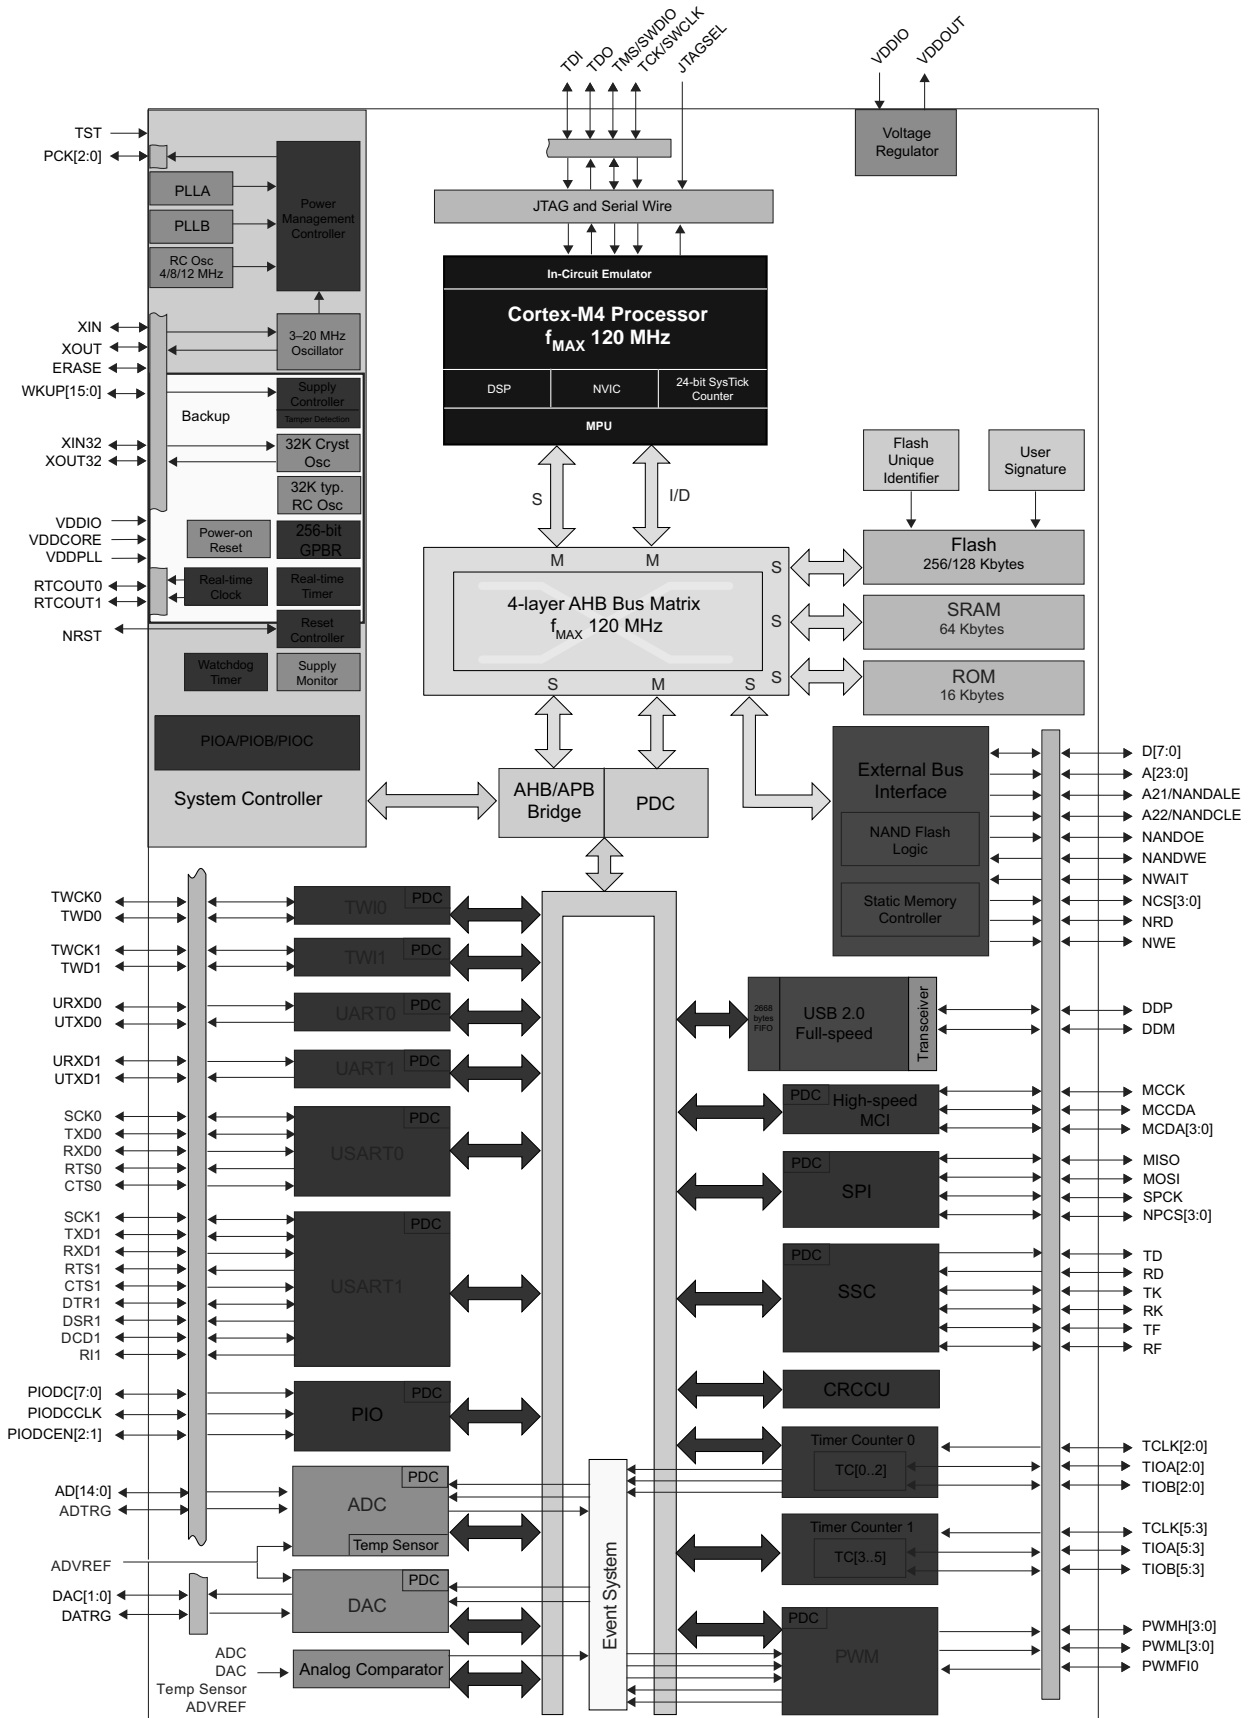 TDI
TDO
TMS/SWDIO
TCK/SWCLK
JTAGSEL
VDDIO
VDDOUT
TST
PCK[2:0]
PLLA
PLLB
RC Osc
4/8/12 MHz
Power
Management
Controller
XIN
XOUT
ERASE
WKUP[15:0]
3–20 MHz
Oscillator
Supply
Controller
Tamper Detection
Backup
XIN32
XOUT32
32K Cryst
Osc
32K typ.
RC Osc
VDDIO
VDDCORE
VDDPLL
Power-on
Reset
256-bit
GPBR
RTCOUT0
RTCOUT1
Real-time
Clock
Real-time
Timer
NRST
Reset
Controller
Watchdog
Timer
Supply
Monitor
PIOA/PIOB/PIOC
System Controller
Voltage
Regulator
JTAG and Serial Wire
In-Circuit Emulator
Cortex-M4 Processor
fMAX 120 MHz
DSP
NVIC
24-bit SysTick
Counter
MPU
S
I/D
M
M
S
4-layer AHB Bus Matrix
fMAX 120 MHz
S
S
S
M
S
Flash
Unique
Identifier
User
Signature
Flash
256/128 Kbytes
SRAM
64 Kbytes
ROM
16 Kbytes
AHB/APB
Bridge
PDC
External Bus
Interface
NAND Flash
Logic
Static Memory
Controller
D[7:0]
A[23:0]
A21/NANDALE
A22/NANDCLE
NANDOE
NANDWE
NWAIT
NCS[3:0]
NRD
NWE
TWCK0
TWD0
TWI0
PDC
TWCK1
TWD1
TWI1
PDC
URXD0
UTXD0
UART0
PDC
URXD1
UTXD1
UART1
PDC
SCK0
TXD0
RXD0
RTS0
CTS0
USART0
PDC
SCK1
TXD1
RXD1
RTS1
CTS1
DTR1
DSR1
DCD1
RI1
USART1
PDC
PIODC[7:0]
PIODCCLK
PIODCEN[2:1]
PIO
PDC
AD[14:0]
ADTRG
ADC
PDC
Temp Sensor
ADVREF
DAC[1:0]
DATRG
DAC
PDC
ADC
DAC
Temp Sensor
ADVREF
Analog Comparator
Event System
2668
bytes
FIFO
USB 2.0
Full-speed
Transceiver
DDP
DDM
PDC
High-speed
MCI
MCCK
MCCDA
MCDA[3:0]
PDC
SPI
MISO
MOSI
SPCK
NPCS[3:0]
PDC
SSC
TD
RD
TK
RK
TF
RF
CRCCU
Timer Counter 0
TC[0..2]
TCLK[2:0]
TIOA[2:0]
TIOB[2:0]
Timer Counter 1
TC[3..5]
TCLK[5:3]
TIOA[5:3]
TIOB[5:3]
PDC
PWM
PWMH[3:0]
PWML[3:0]
PWMFI0